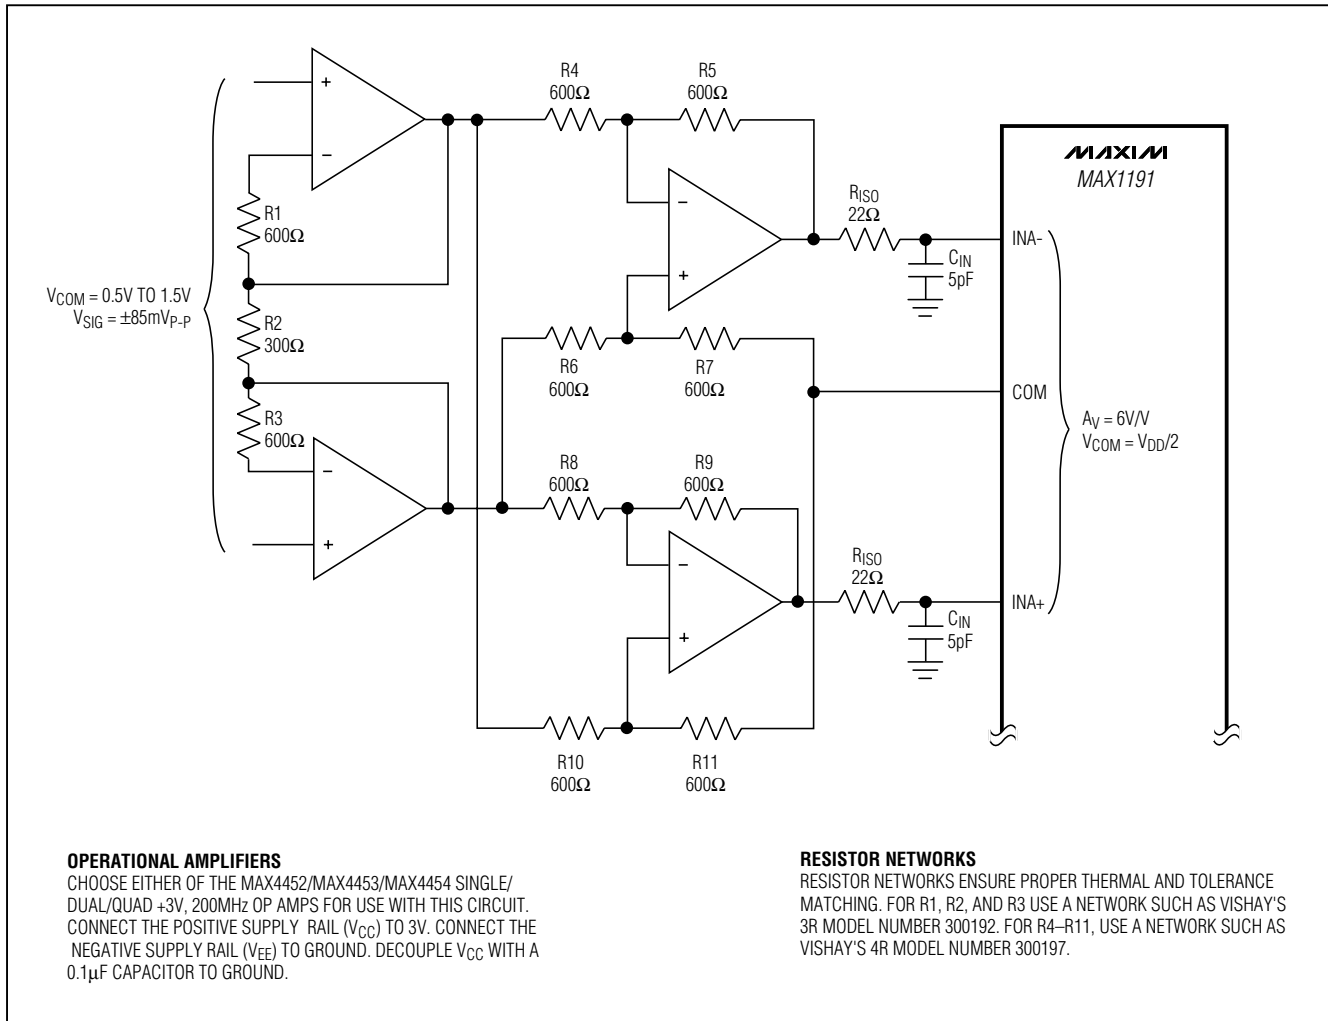 R4
600Ω
R5
600Ω
+
−
MAXIM
MAX1191
R1
600Ω
−
RISO
22Ω
INA-
CIN
5pF
+
VCOM = 0.5V TO 1.5V
VSIG = ±85mVP-P
R2
300Ω
R6
600Ω
R7
600Ω
COM
R3
600Ω
AV = 6V/V
VCOM = VDD/2
−
+
R8
600Ω
R9
600Ω
−
RISO
22Ω
INA+
CIN
5pF
+
R10
600Ω
R11
600Ω
OPERATIONAL AMPLIFIERS
CHOOSE EITHER OF THE MAX4452/MAX4453/MAX4454 SINGLE/
DUAL/QUAD +3V, 200MHz OP AMPS FOR USE WITH THIS CIRCUIT.
CONNECT THE POSITIVE SUPPLY RAIL (VCC) TO 3V. CONNECT THE
NEGATIVE SUPPLY RAIL (VEE) TO GROUND. DECOUPLE VCC WITH A
0.1µF CAPACITOR TO GROUND.
RESISTOR NETWORKS
RESISTOR NETWORKS ENSURE PROPER THERMAL AND TOLERANCE
MATCHING. FOR R1, R2, AND R3 USE A NETWORK SUCH AS VISHAY'S
3R MODEL NUMBER 300192. FOR R4–R11, USE A NETWORK SUCH AS
VISHAY'S 4R MODEL NUMBER 300197.